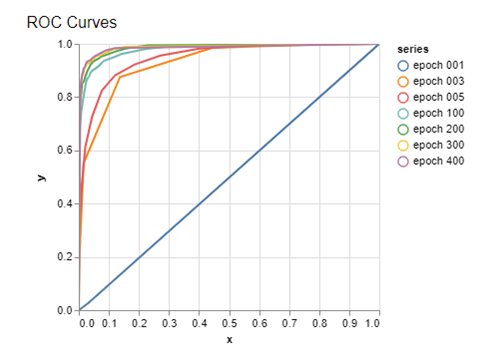 ROC Curves
series
epoch 001
epoch 003
epoch 005
epoch 100
epoch 200
epoch 300
epoch 400
1.0
0.8
0.6
0.4
0.2
0.0
y
0.0 0.1 0.2 0.3 0.4 0.5 0.6 0.7 0.8 0.9 1.0
x